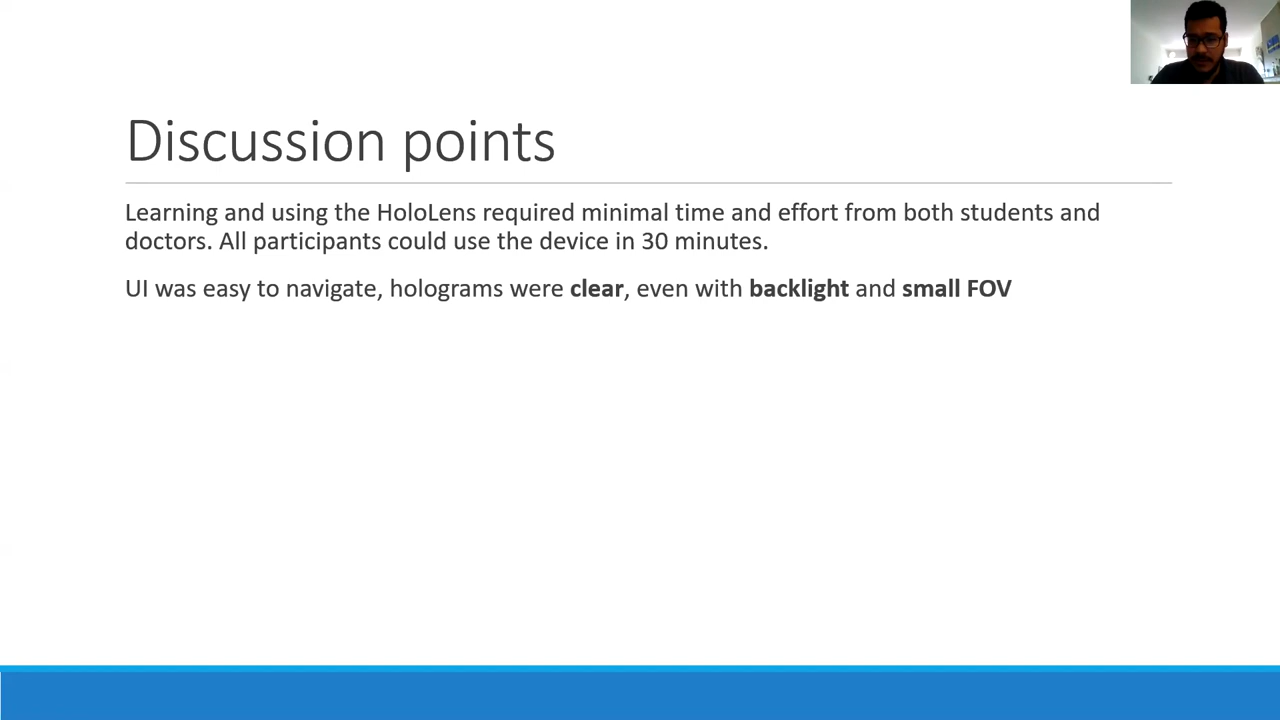 Discussion points
Learning and using the HoloLens required minimal time and effort from both students and
doctors. All participants could use the device in 30 minutes.
UI was easy to navigate, holograms were clear, even with backlight and small FOV